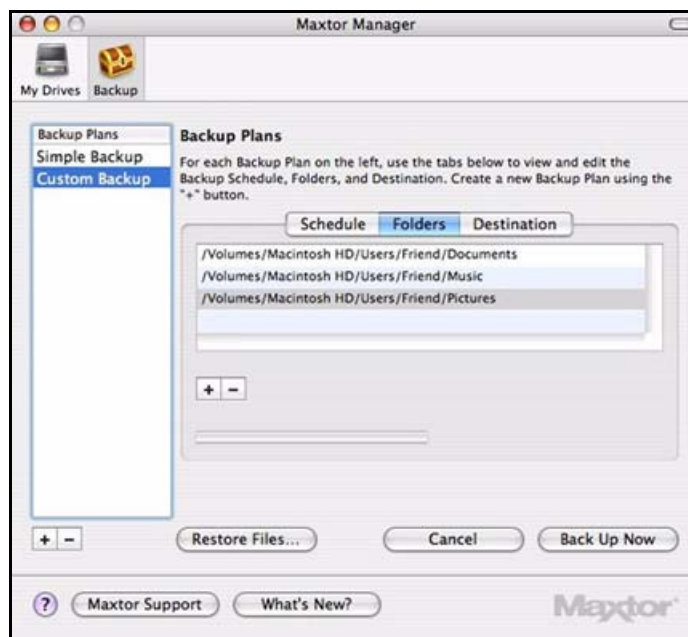 Maxtor Manager
My Drives Backup
Backup Plans
Simple Backup
Custom Backup
Backup Plans
For each Backup Plan on the left, use the tabs below to view and edit the
Backup Schedule, Folders, and Destination. Create a new Backup Plan using the
"+" button.
Schedule Folders Destination
/Volumes/Macintosh HD/Users/Friend/Documents
/Volumes/Macintosh HD/Users/Friend/Music
/Volumes/Macintosh HD/Users/Friend/Pictures
+ −
+ −
Restore Files... Cancel Back Up Now
? Maxtor Support What's New? Maxtor